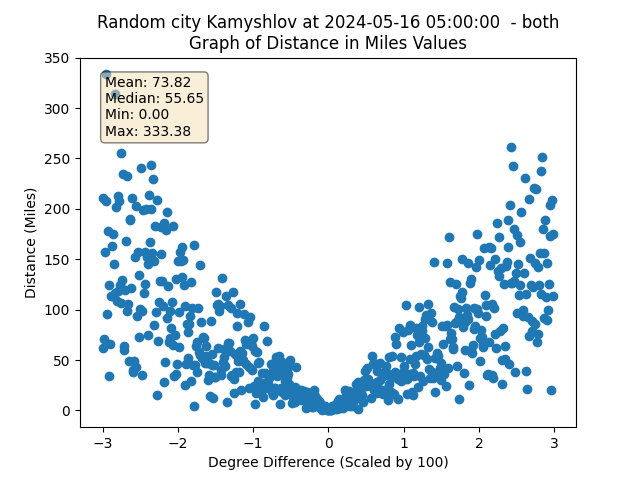 Random city Kamyshlov at 2024-05-16 05:00:00  - both
Graph of Distance in Miles Values
Mean: 73.82
Median: 55.65
Min: 0.00
Max: 333.38
350
300
250
200
150
100
50
0
Distance (Miles)
−3
−2
−1
0
1
2
3
Degree Difference (Scaled by 100)